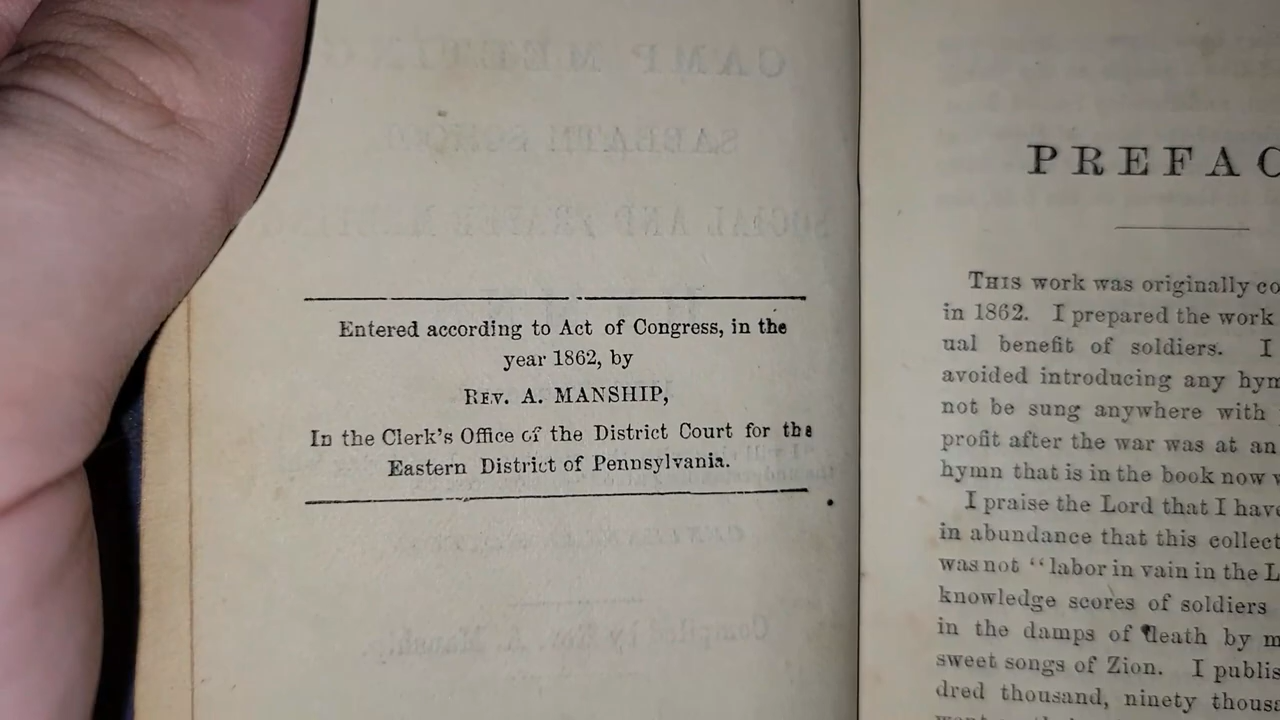 Entered according to Act of Congress, in the
year 1862, by
REV. A. MANSHIP,
In the Clerk's Office of the District Court for the
Eastern District of Pennsylvania.
PREFAC
THIS work was originally co
in 1862. I prepared the work
ual benefit of soldiers. I
avoided introducing any hym
not be sung anywhere with
profit after the war was at an
hymn that is in the book now
I praise the Lord that I have
in abundance that this collect
was not "labor in vain in the L
knowledge scores of soldiers
in the damps of death by m
sweet songs of Zion. I publis
dred thousand, ninety thousa